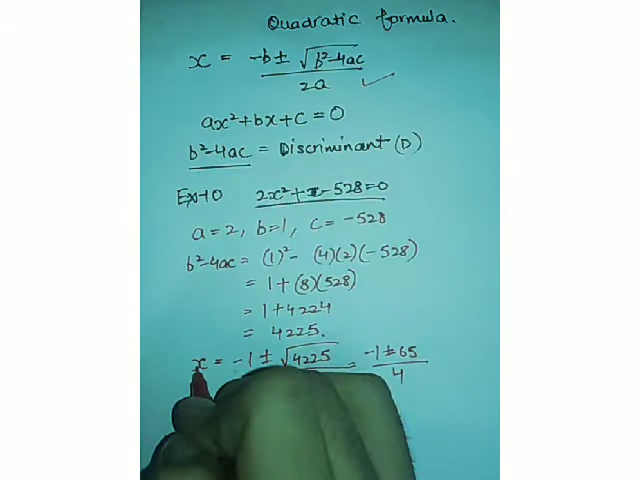 Quadratic formula.
x = -b ± √b²-4ac
2a ✓
ax²+bx+c=0
b²-4ac = Discriminant (D)
Ex-10 2x²+x-528=0
a=2, b=1, c= -528
b²-4ac = (1)² - (4)(2)(-528)
= 1+(8)(528)
= 1+4224
= 4225.
x = -1 ± √4225 = -1 ± 65
4